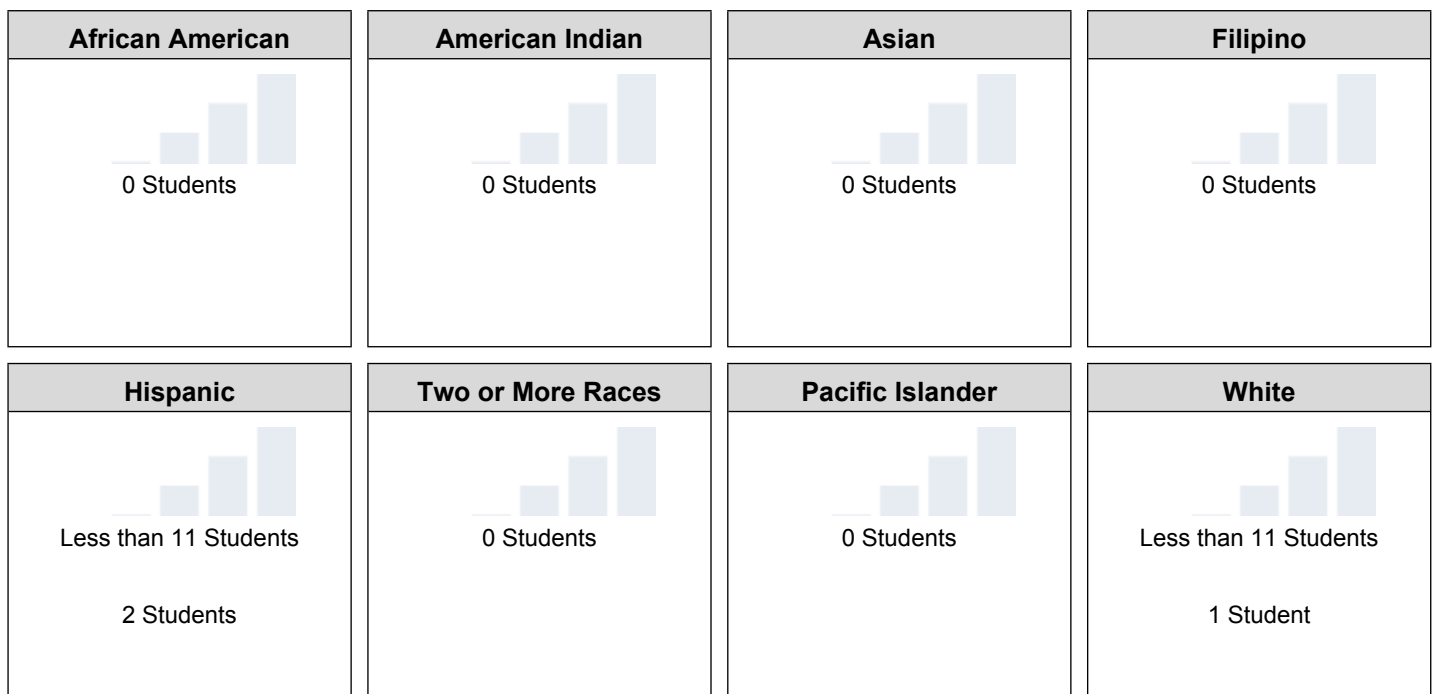 African American
American Indian
Asian
Filipino
0 Students
0 Students
0 Students
0 Students
Hispanic
Two or More Races
Pacific Islander
White
Less than 11 Students
0 Students
0 Students
Less than 11 Students
2 Students
1 Student